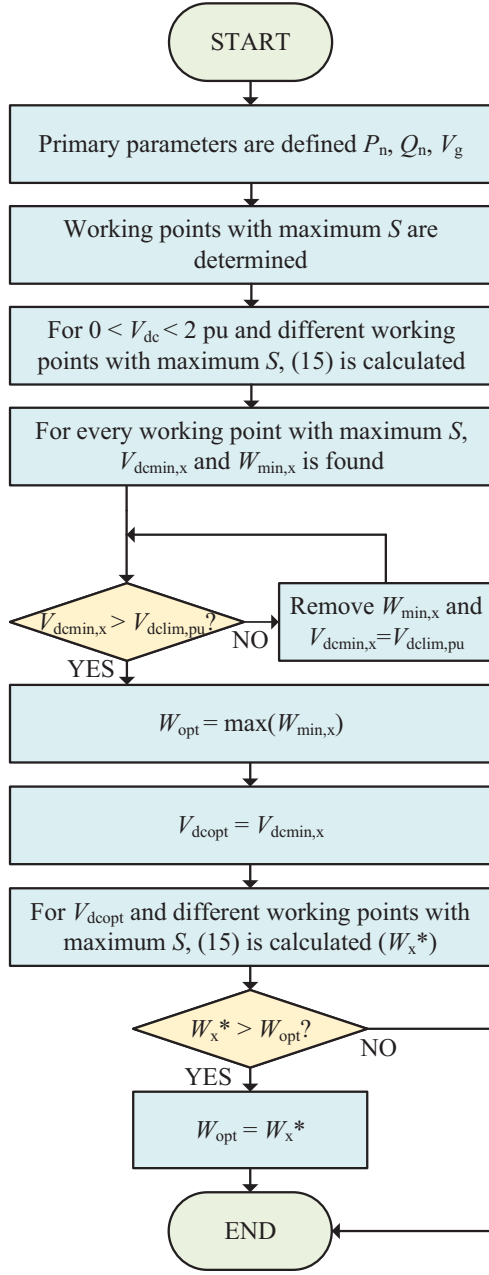 START
Primary parameters are defined Pn, Qn, Vg
Working points with maximum S are
determined
For 0 < Vdc < 2 pu and different working
points with maximum S, (15) is calculated
For every working point with maximum S,
Vdcmin,x and Wmin,x is found
Vdcmin,x > Vdclim,pu?
NO
Remove Wmin,x and
Vdcmin,x=Vdclim,pu
YES
Wopt = max(Wmin,x)
Vdcopt = Vdcmin,x
For Vdcopt and different working points with
maximum S, (15) is calculated (Wx*)
Wx* > Wopt?
NO
YES
Wopt = Wx*
END